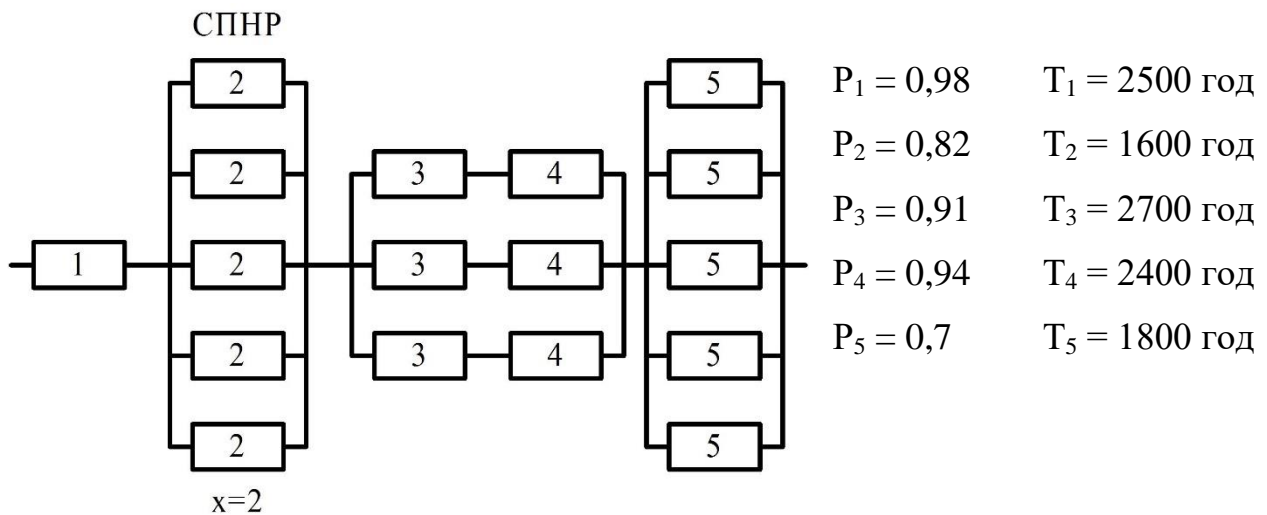 СПНР
2
2
2
2
2
x=2
1
3 4
3 4
3 4
5
5
5
5
5
P₁ = 0,98 T₁ = 2500 год
P₂ = 0,82 T₂ = 1600 год
P₃ = 0,91 T₃ = 2700 год
P₄ = 0,94 T₄ = 2400 год
P₅ = 0,7 T₅ = 1800 год